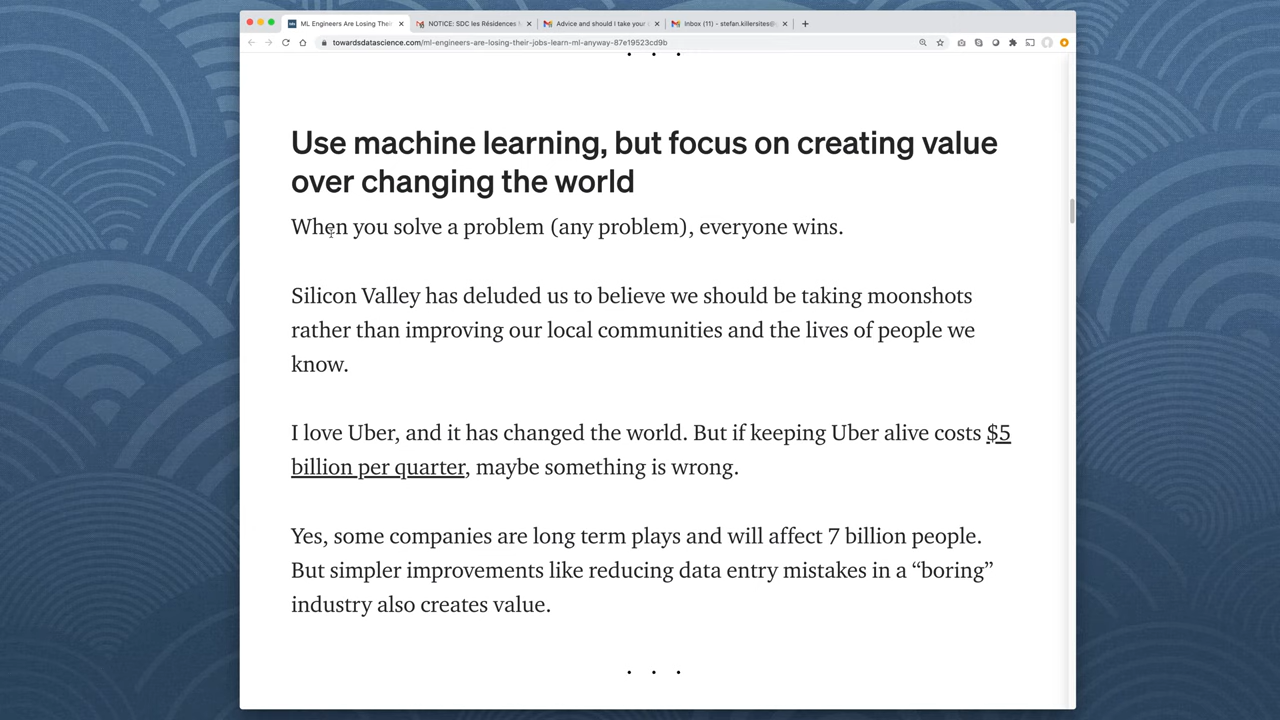 ML Engineers Are Losing Thei
NOTICE: SDC les Résidences
Advice and should I take your
Inbox (11) - stefan.killersites@
towardsdatascience.com/ml-engineers-are-losing-their-jobs-learn-ml-anyway-87e19523cd9b
Use machine learning, but focus on creating value
over changing the world
When you solve a problem (any problem), everyone wins.
Silicon Valley has deluded us to believe we should be taking moonshots
rather than improving our local communities and the lives of people we
know.
I love Uber, and it has changed the world. But if keeping Uber alive costs $5
billion per quarter, maybe something is wrong.
Yes, some companies are long term plays and will affect 7 billion people.
But simpler improvements like reducing data entry mistakes in a “boring”
industry also creates value.